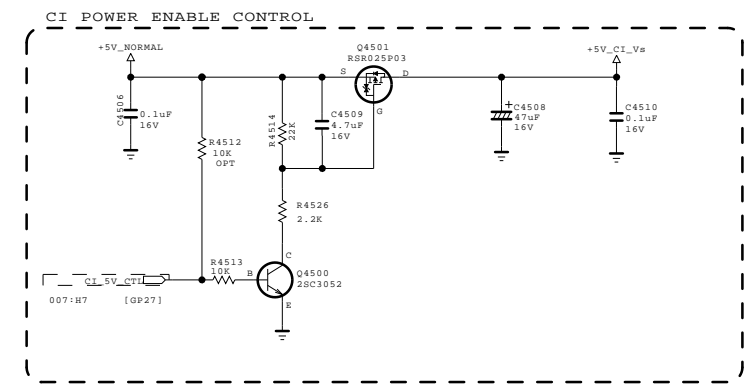 CI POWER ENABLE CONTROL
+5V_NORMAL
Q4501
RSR025P03
+5V_CI_Vs
S
D
G
C4506
0.1uF
16V
R4514
22K
C4509
4.7uF
16V
C4508
47uF
16V
C4510
0.1uF
16V
R4512
10K
OPT
R4526
2.2K
R4513
10K
B
C
Q4500
2SC3052
E
CI_5V_CTL
007:H7
[GP27]
+